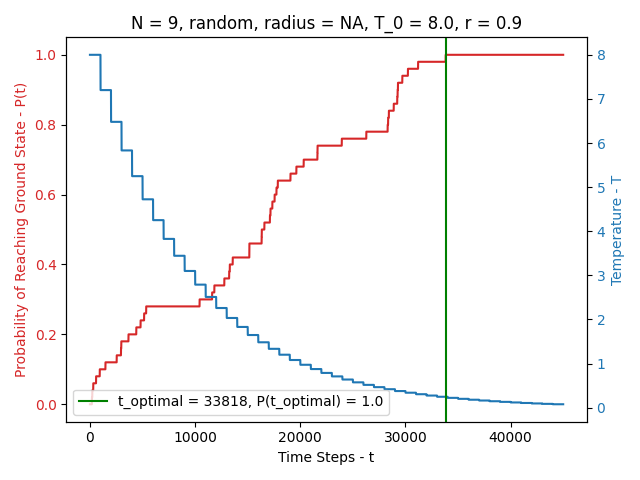 N = 9, random, radius = NA, T_0 = 8.0, r = 0.9
Probability of Reaching Ground State - P(t)
1.0
0.8
0.6
0.4
0.2
0.0
8
7
6
5
4
3
2
1
0
Temperature - T
t_optimal = 33818, P(t_optimal) = 1.0
0 10000 20000 30000 40000
Time Steps - t